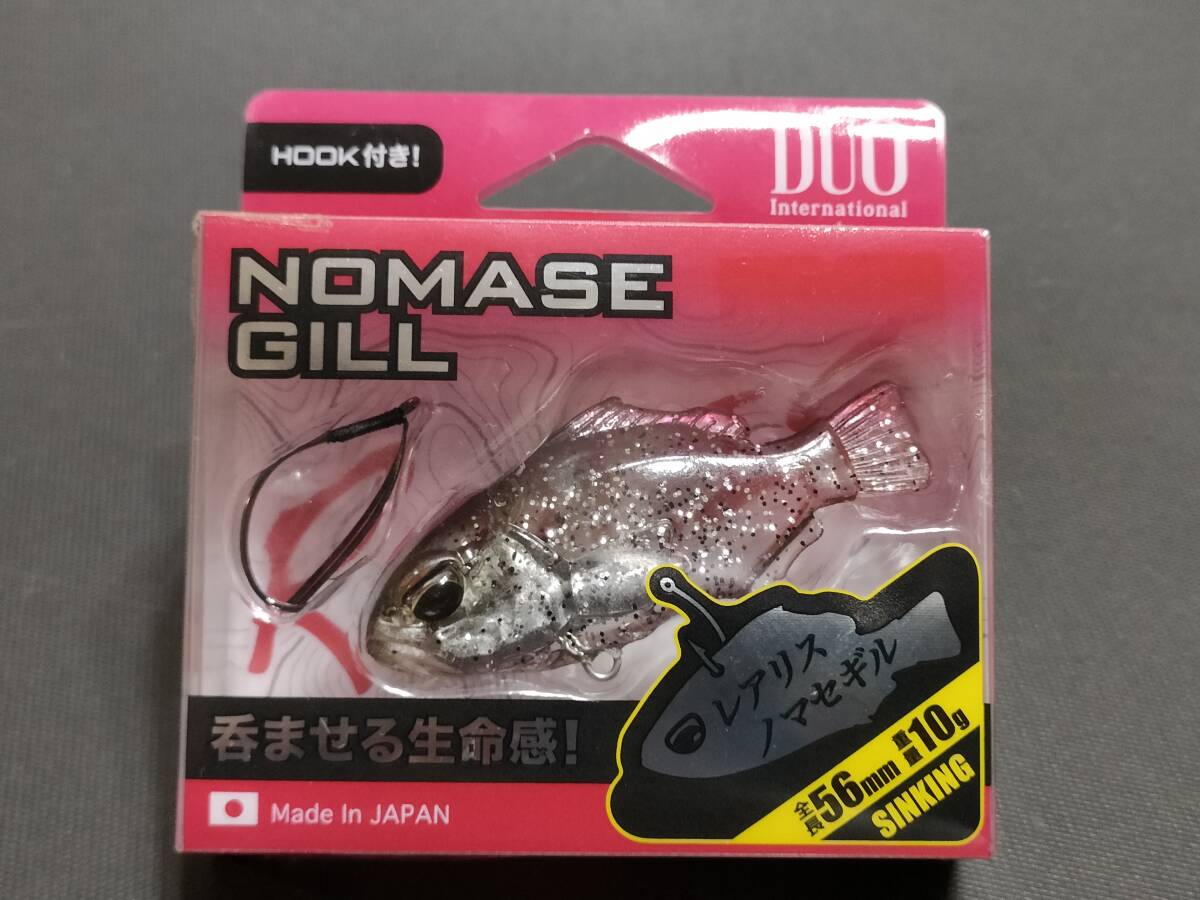 HOOK付き!
DUO
International
NOMASE
GILL
レアリス
ノマセギル
呑ませる生命感!
全長56mm 重量10g
SINKING
Made In JAPAN